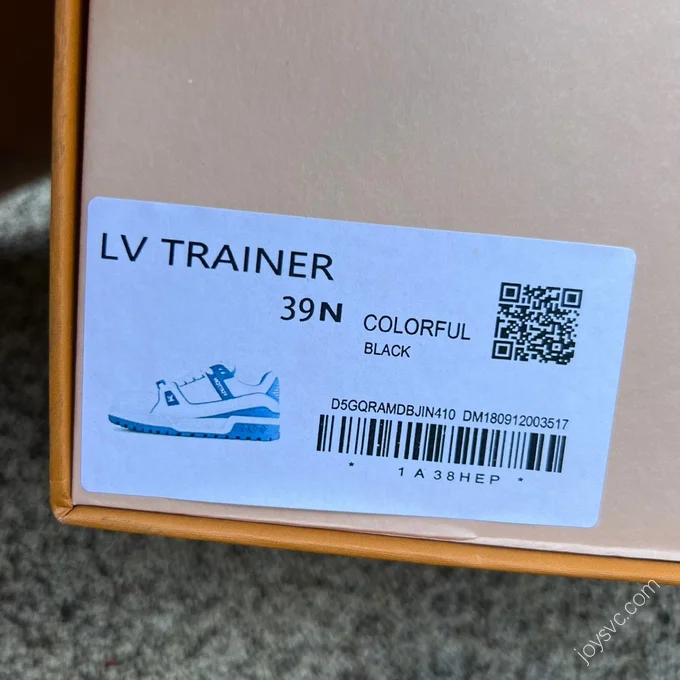 LV TRAINER
39N
COLORFUL
BLACK
D5GQRAMDBJIN410 DM180912003517
* 1A38HEP *
joysvc.com